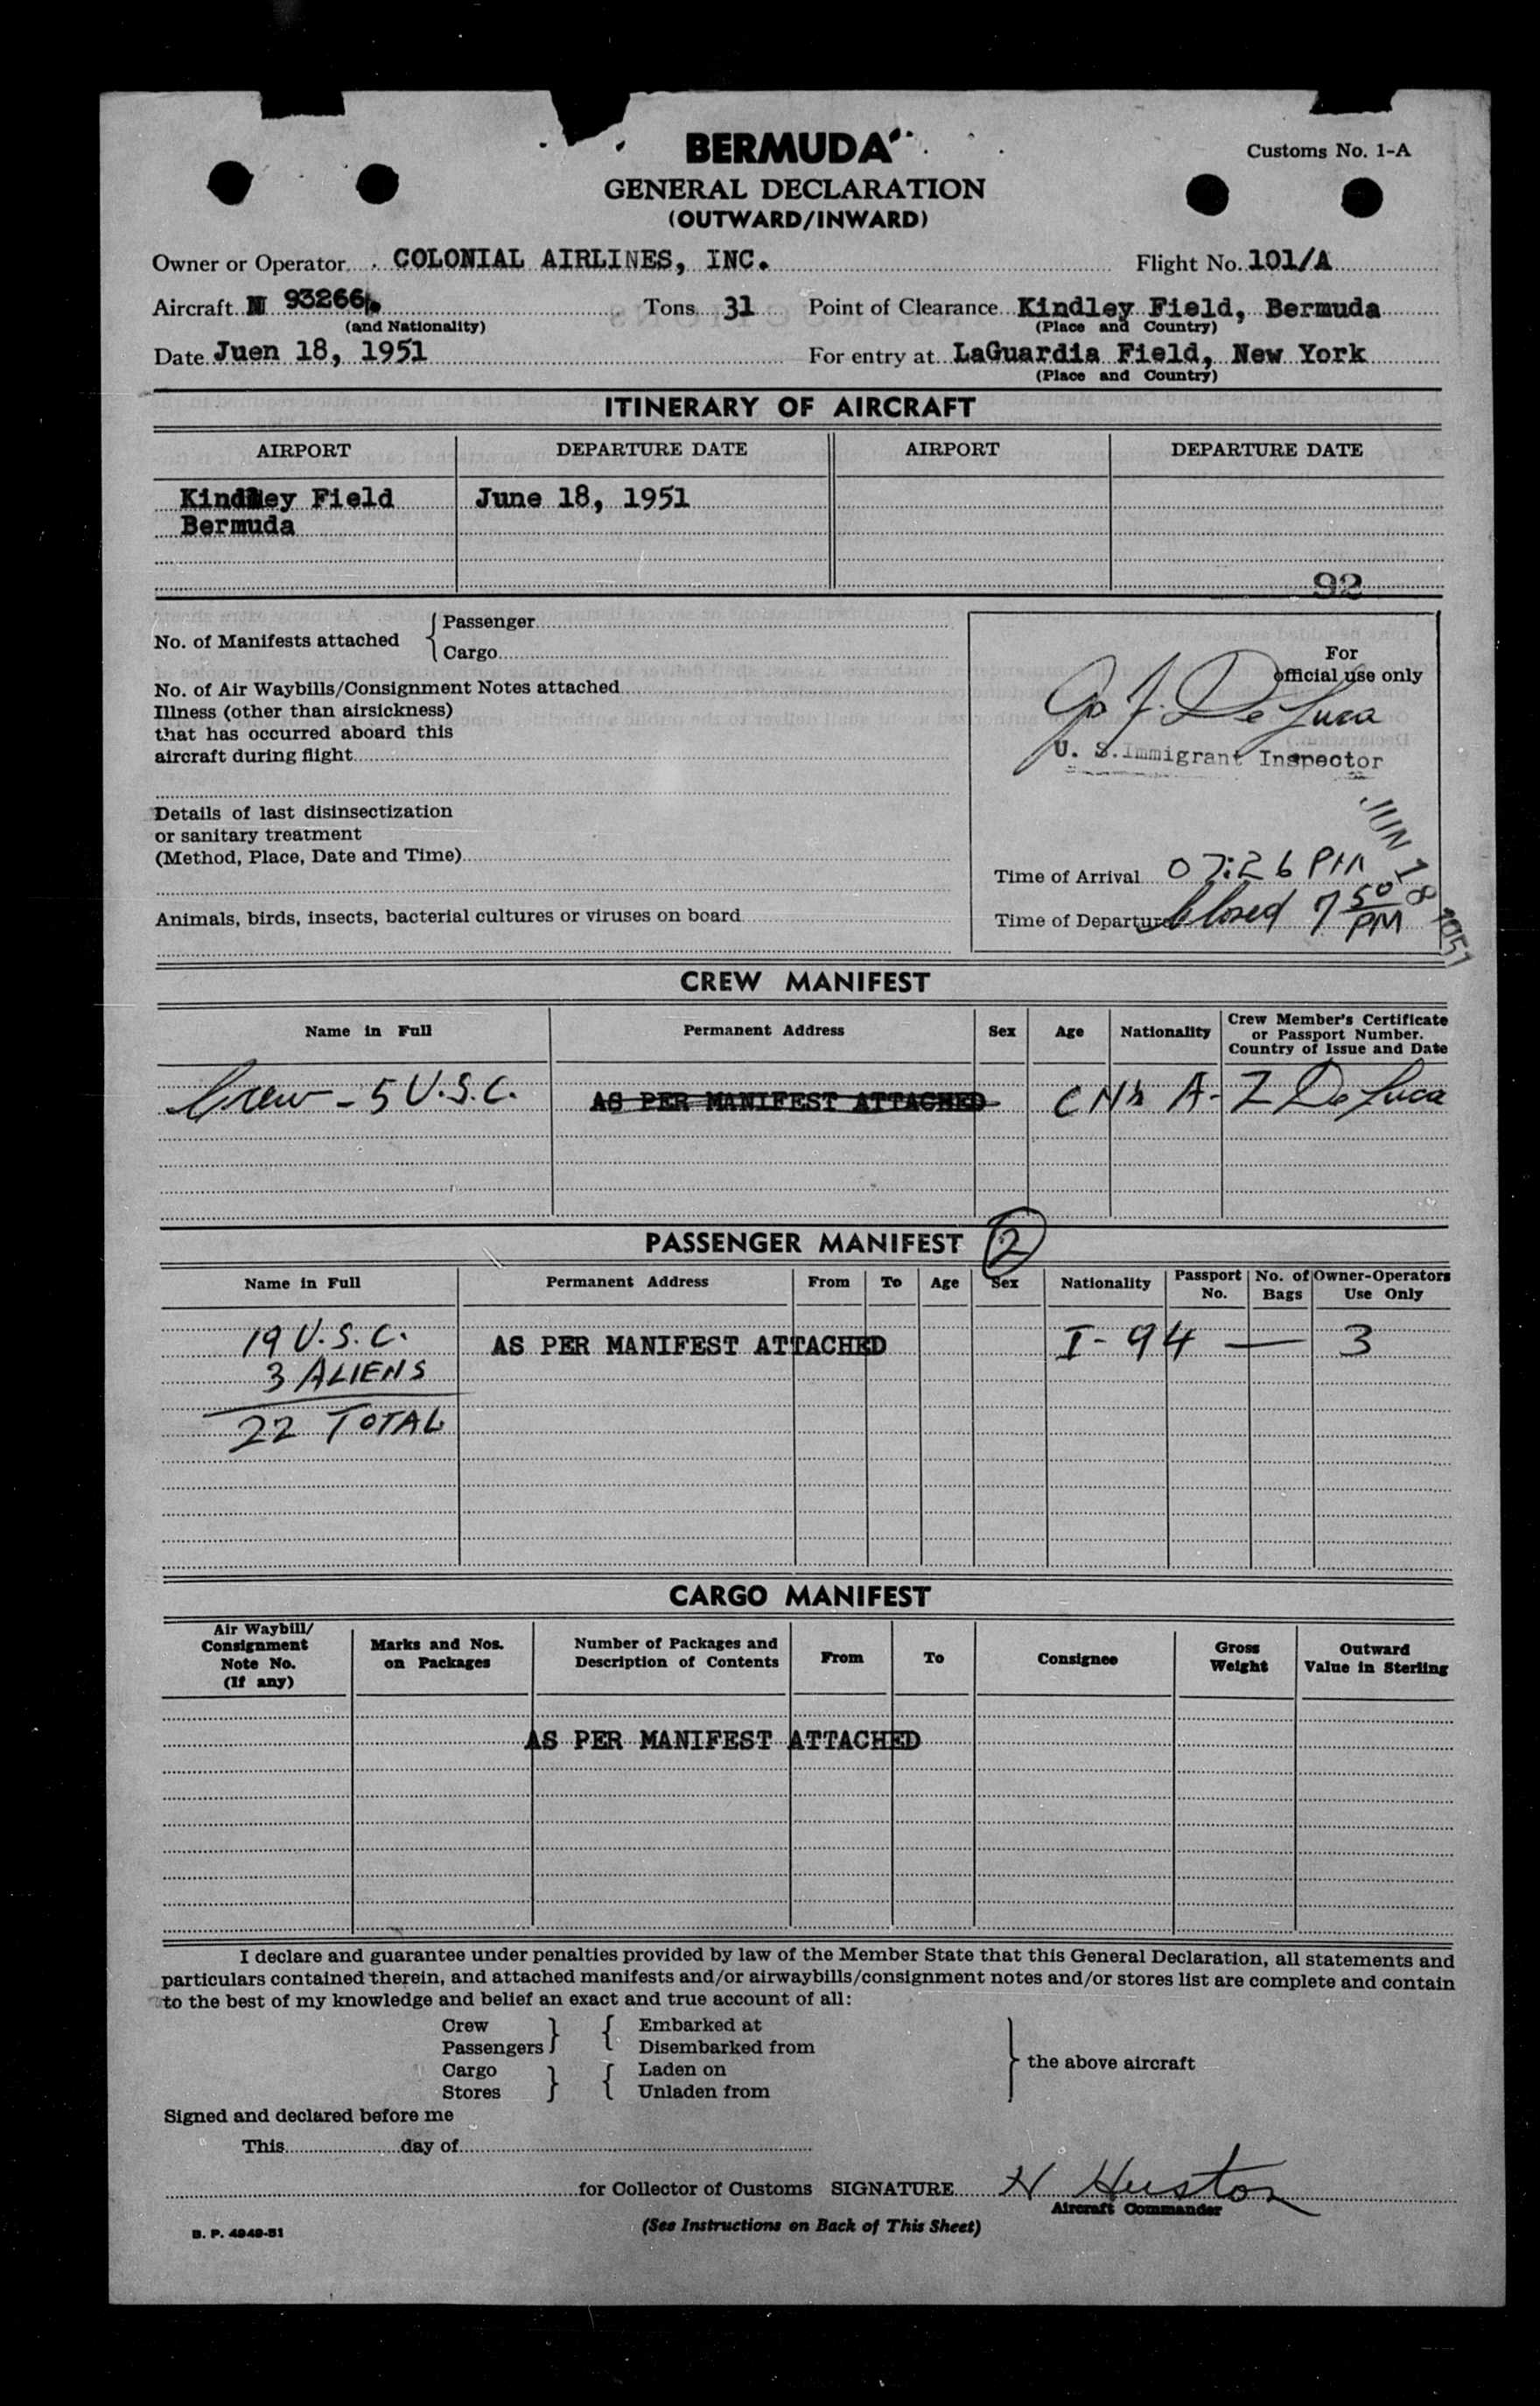 BERMUDA
Customs No. 1-A
GENERAL DECLARATION
(OUTWARD/INWARD)
Owner or Operator COLONIAL AIRLINES, INC. Flight No. 101/A
Aircraft N 93266 Tons 31 Point of Clearance Kindley Field, Bermuda
(and Nationality) (Place and Country)
Date Juen 18, 1951 For entry at LaGuardia Field, New York
(Place and Country)
ITINERARY OF AIRCRAFT
AIRPORT DEPARTURE DATE AIRPORT DEPARTURE DATE
Kindley Field June 18, 1951
Bermuda
92
No. of Manifests attached { Passenger
Cargo
For
official use only
No. of Air Waybills/Consignment Notes attached
Illness (other than airsickness)
that has occurred aboard this
aircraft during flight
De Luca
U. S. Immigrant Inspector
Details of last disinsectization
or sanitary treatment
(Method, Place, Date and Time)
JUN 18 1951
Time of Arrival 07:26 PM
Animals, birds, insects, bacterial cultures or viruses on board
Time of Departure Closed 7 50 PM
CREW MANIFEST
Name in Full Permanent Address Sex Age Nationality Crew Member's Certificate
or Passport Number.
Country of Issue and Date
Crew - 5 U.S.C. AS PER MANIFEST ATTACHED De Luca
PASSENGER MANIFEST 2
Name in Full Permanent Address From To Age Sex Nationality Passport No. No. of Bags Owner-Operators Use Only
19 U.S.C. AS PER MANIFEST ATTACHED I-94 — 3
3 ALIENS
22 TOTAL
CARGO MANIFEST
Air Waybill/ Consignment Note No. (If any) Marks and Nos. on Packages Number of Packages and Description of Contents From To Consignee Gross Weight Outward Value in Sterling
AS PER MANIFEST ATTACHED
I declare and guarantee under penalties provided by law of the Member State that this General Declaration, all statements and
particulars contained therein, and attached manifests and/or airwaybills/consignment notes and/or stores list are complete and contain
to the best of my knowledge and belief an exact and true account of all:
Crew } { Embarked at
Passengers Disembarked from
} the above aircraft
Cargo } { Laden on
Stores Unladen from
Signed and declared before me
This day of
for Collector of Customs SIGNATURE H Huston
Aircraft Commander
B. P. 4949-51
(See Instructions on Back of This Sheet)